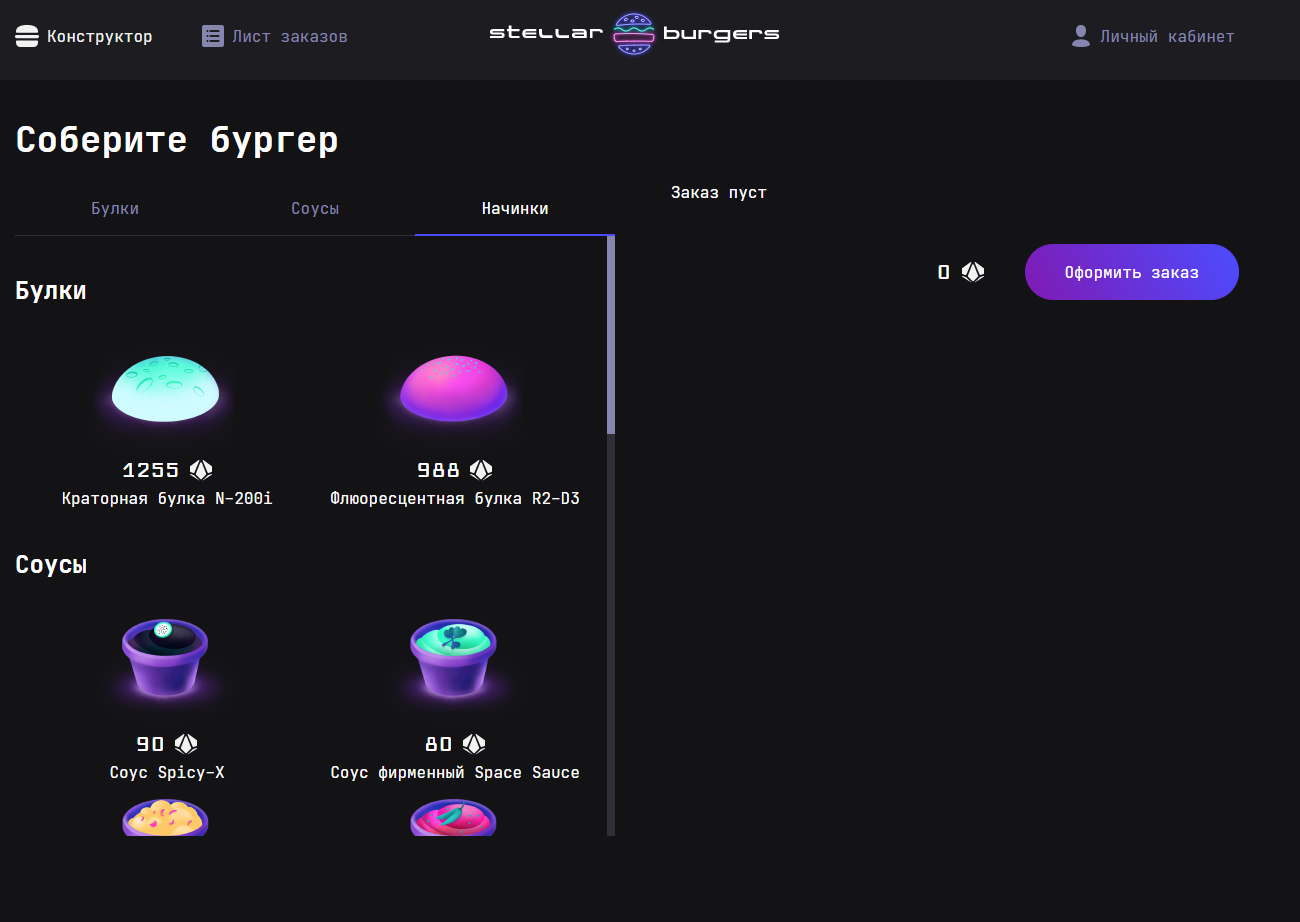 Конструктор
Лист заказов
stellar burgers
Личный кабинет
Соберите бургер
Булки
Соусы
Начинки
Заказ пуст
0
Оформить заказ
Булки
1255
988
Краторная булка N-200i
Флюоресцентная булка R2-D3
Соусы
90
80
Соус Spicy-X
Соус фирменный Space Sauce